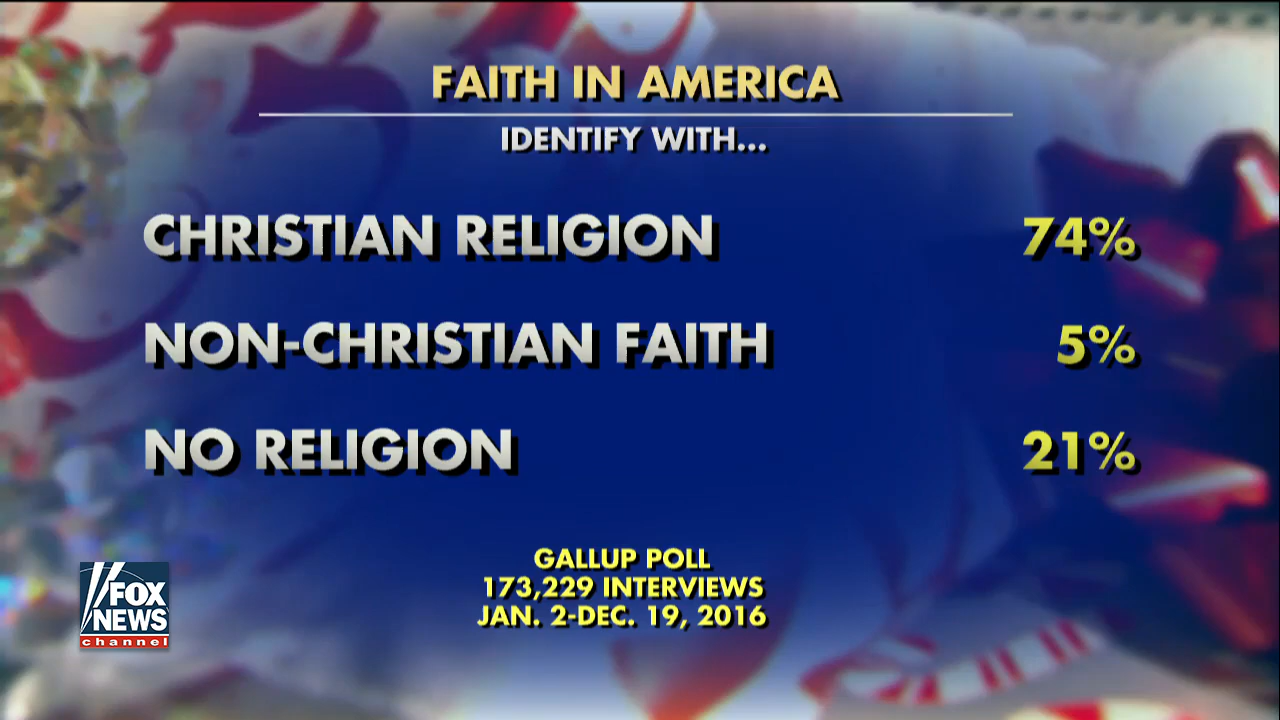 FAITH IN AMERICA
IDENTIFY WITH...
CHRISTIAN RELIGION 74%
NON-CHRISTIAN FAITH 5%
NO RELIGION 21%
GALLUP POLL
173,229 INTERVIEWS
JAN. 2-DEC. 19, 2016
FOX
NEWS
channel